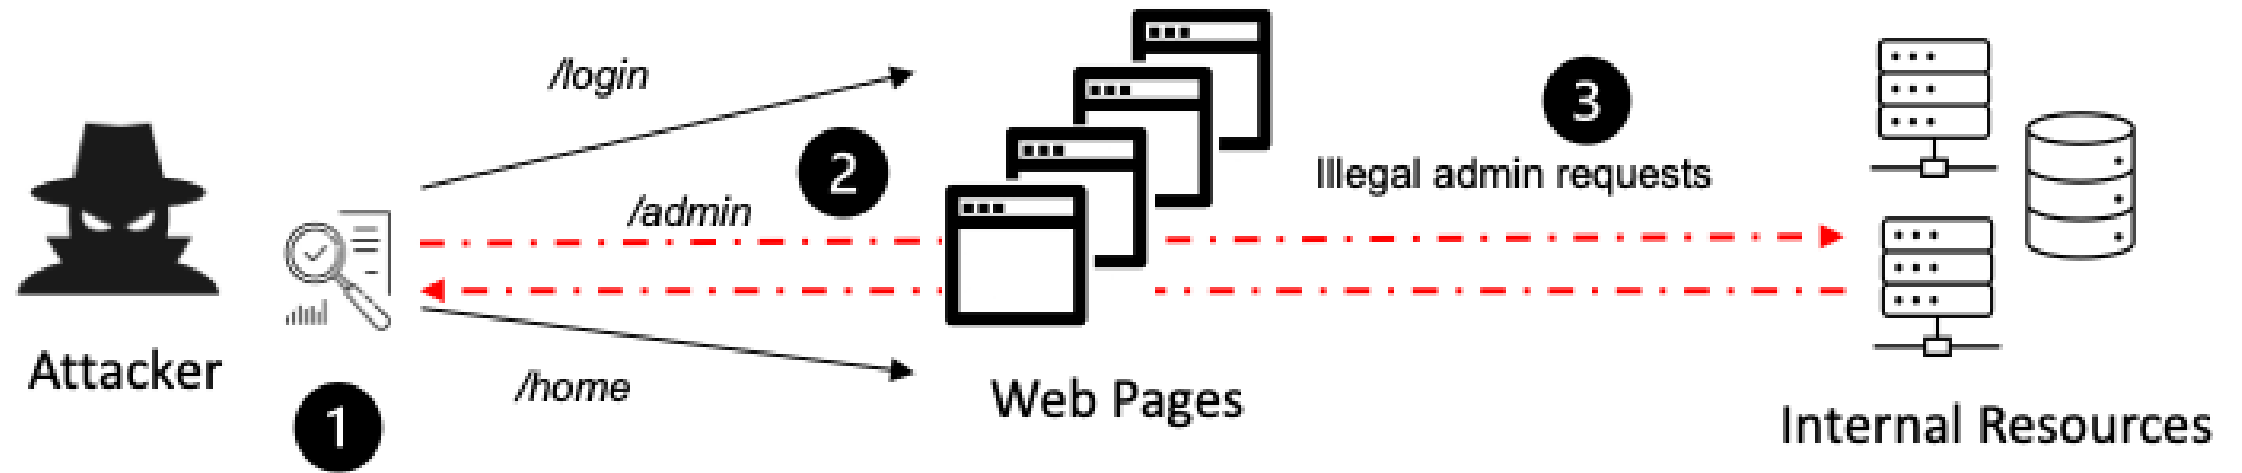 /login
2
3
Illegal admin requests
/admin
Attacker
/home
1
Web Pages
Internal Resources